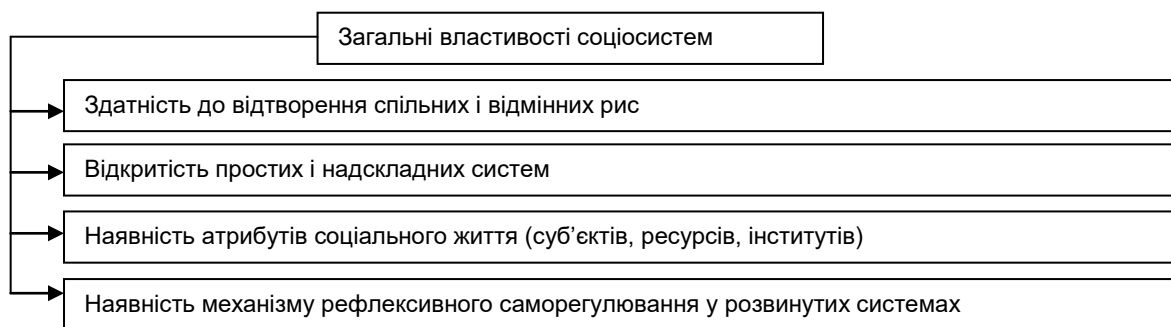 Загальні властивості соціосистем
Здатність до відтворення спільних і відмінних рис
Відкритість простих і надскладних систем
Наявність атрибутів соціального життя (суб’єктів, ресурсів, інститутів)
Наявність механізму рефлексивного саморегулювання у розвинутих системах